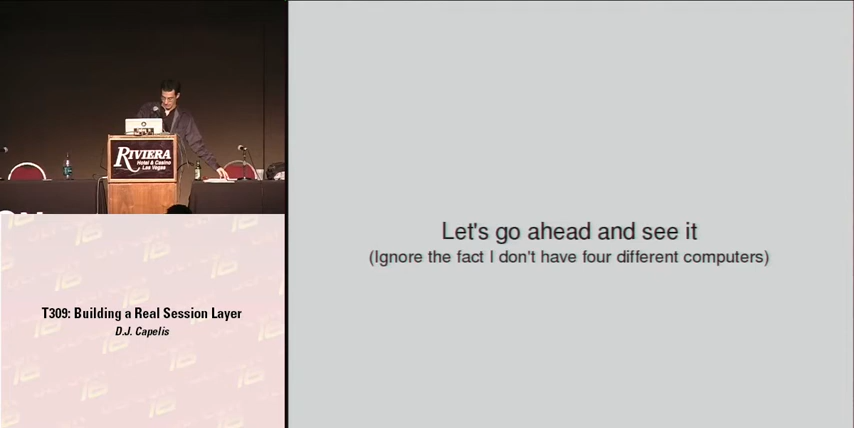 RIVIERA
Hotel & Casino
Las Vegas
T309: Building a Real Session Layer
D.J. Capelis
Let's go ahead and see it
(Ignore the fact I don't have four different computers)